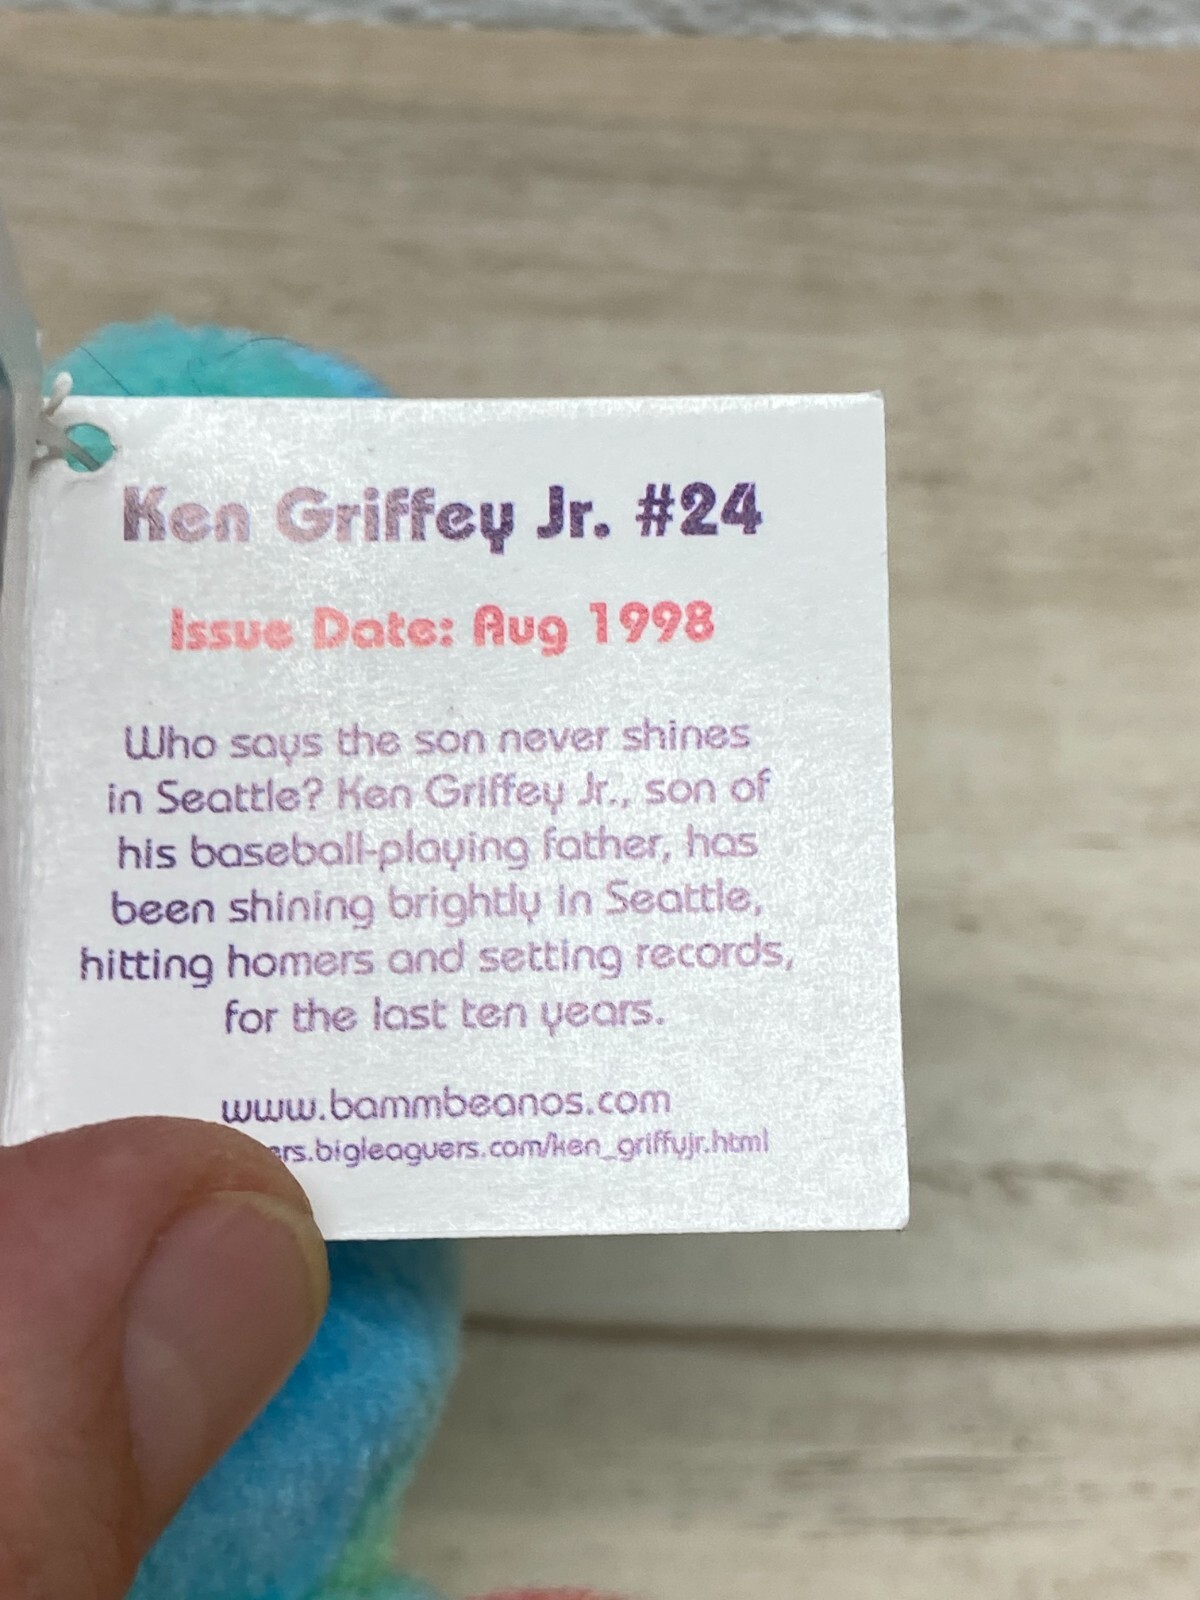 Ken Griffey Jr. #24
Issue Date: Aug 1998
Who says the son never shines
in Seattle? Ken Griffey Jr., son of
his baseball-playing father, has
been shining brightly in Seattle,
hitting homers and setting records,
for the last ten years.
www.bammbeanos.com
ers.bigleaguers.com/ken_griffyjr.html